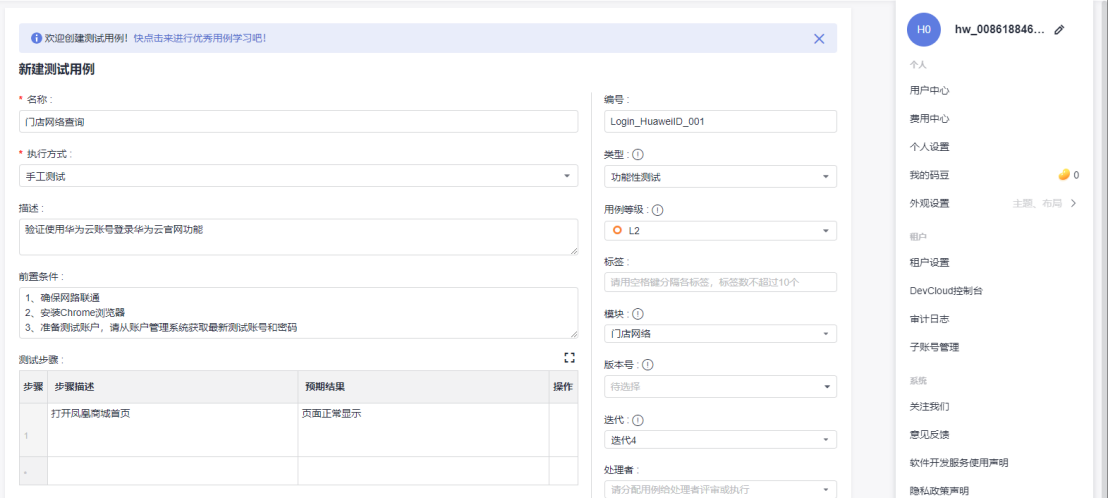 欢迎创建测试用例！快点击来进行优秀用例学习吧！
新建测试用例
* 名称 :
门店网络查询
* 执行方式 :
手工测试
描述 :
验证使用华为云账号登录华为云官网功能
前置条件 :
1、确保网路联通
2、安装Chrome浏览器
3、准备测试账户，请从账户管理系统获取最新测试账号和密码
测试步骤 :
步骤 步骤描述 预期结果 操作
1 打开凤凰商城首页 页面正常显示
*
编号 :
Login_HuaweiID_001
类型 :
功能性测试
用例等级 :
L2
标签 :
请用空格键分隔各标签，标签数不超过10个
模块 :
门店网络
版本号 :
待选择
迭代 :
迭代4
处理者 :
请分配用例给处理者评审或执行
H0 hw_008618846...
个人
用户中心
费用中心
个人设置
我的码豆 0
外观设置 主题、布局
租户
租户设置
DevCloud控制台
审计日志
子账号管理
系统
关注我们
意见反馈
软件开发服务使用声明
隐私政策声明